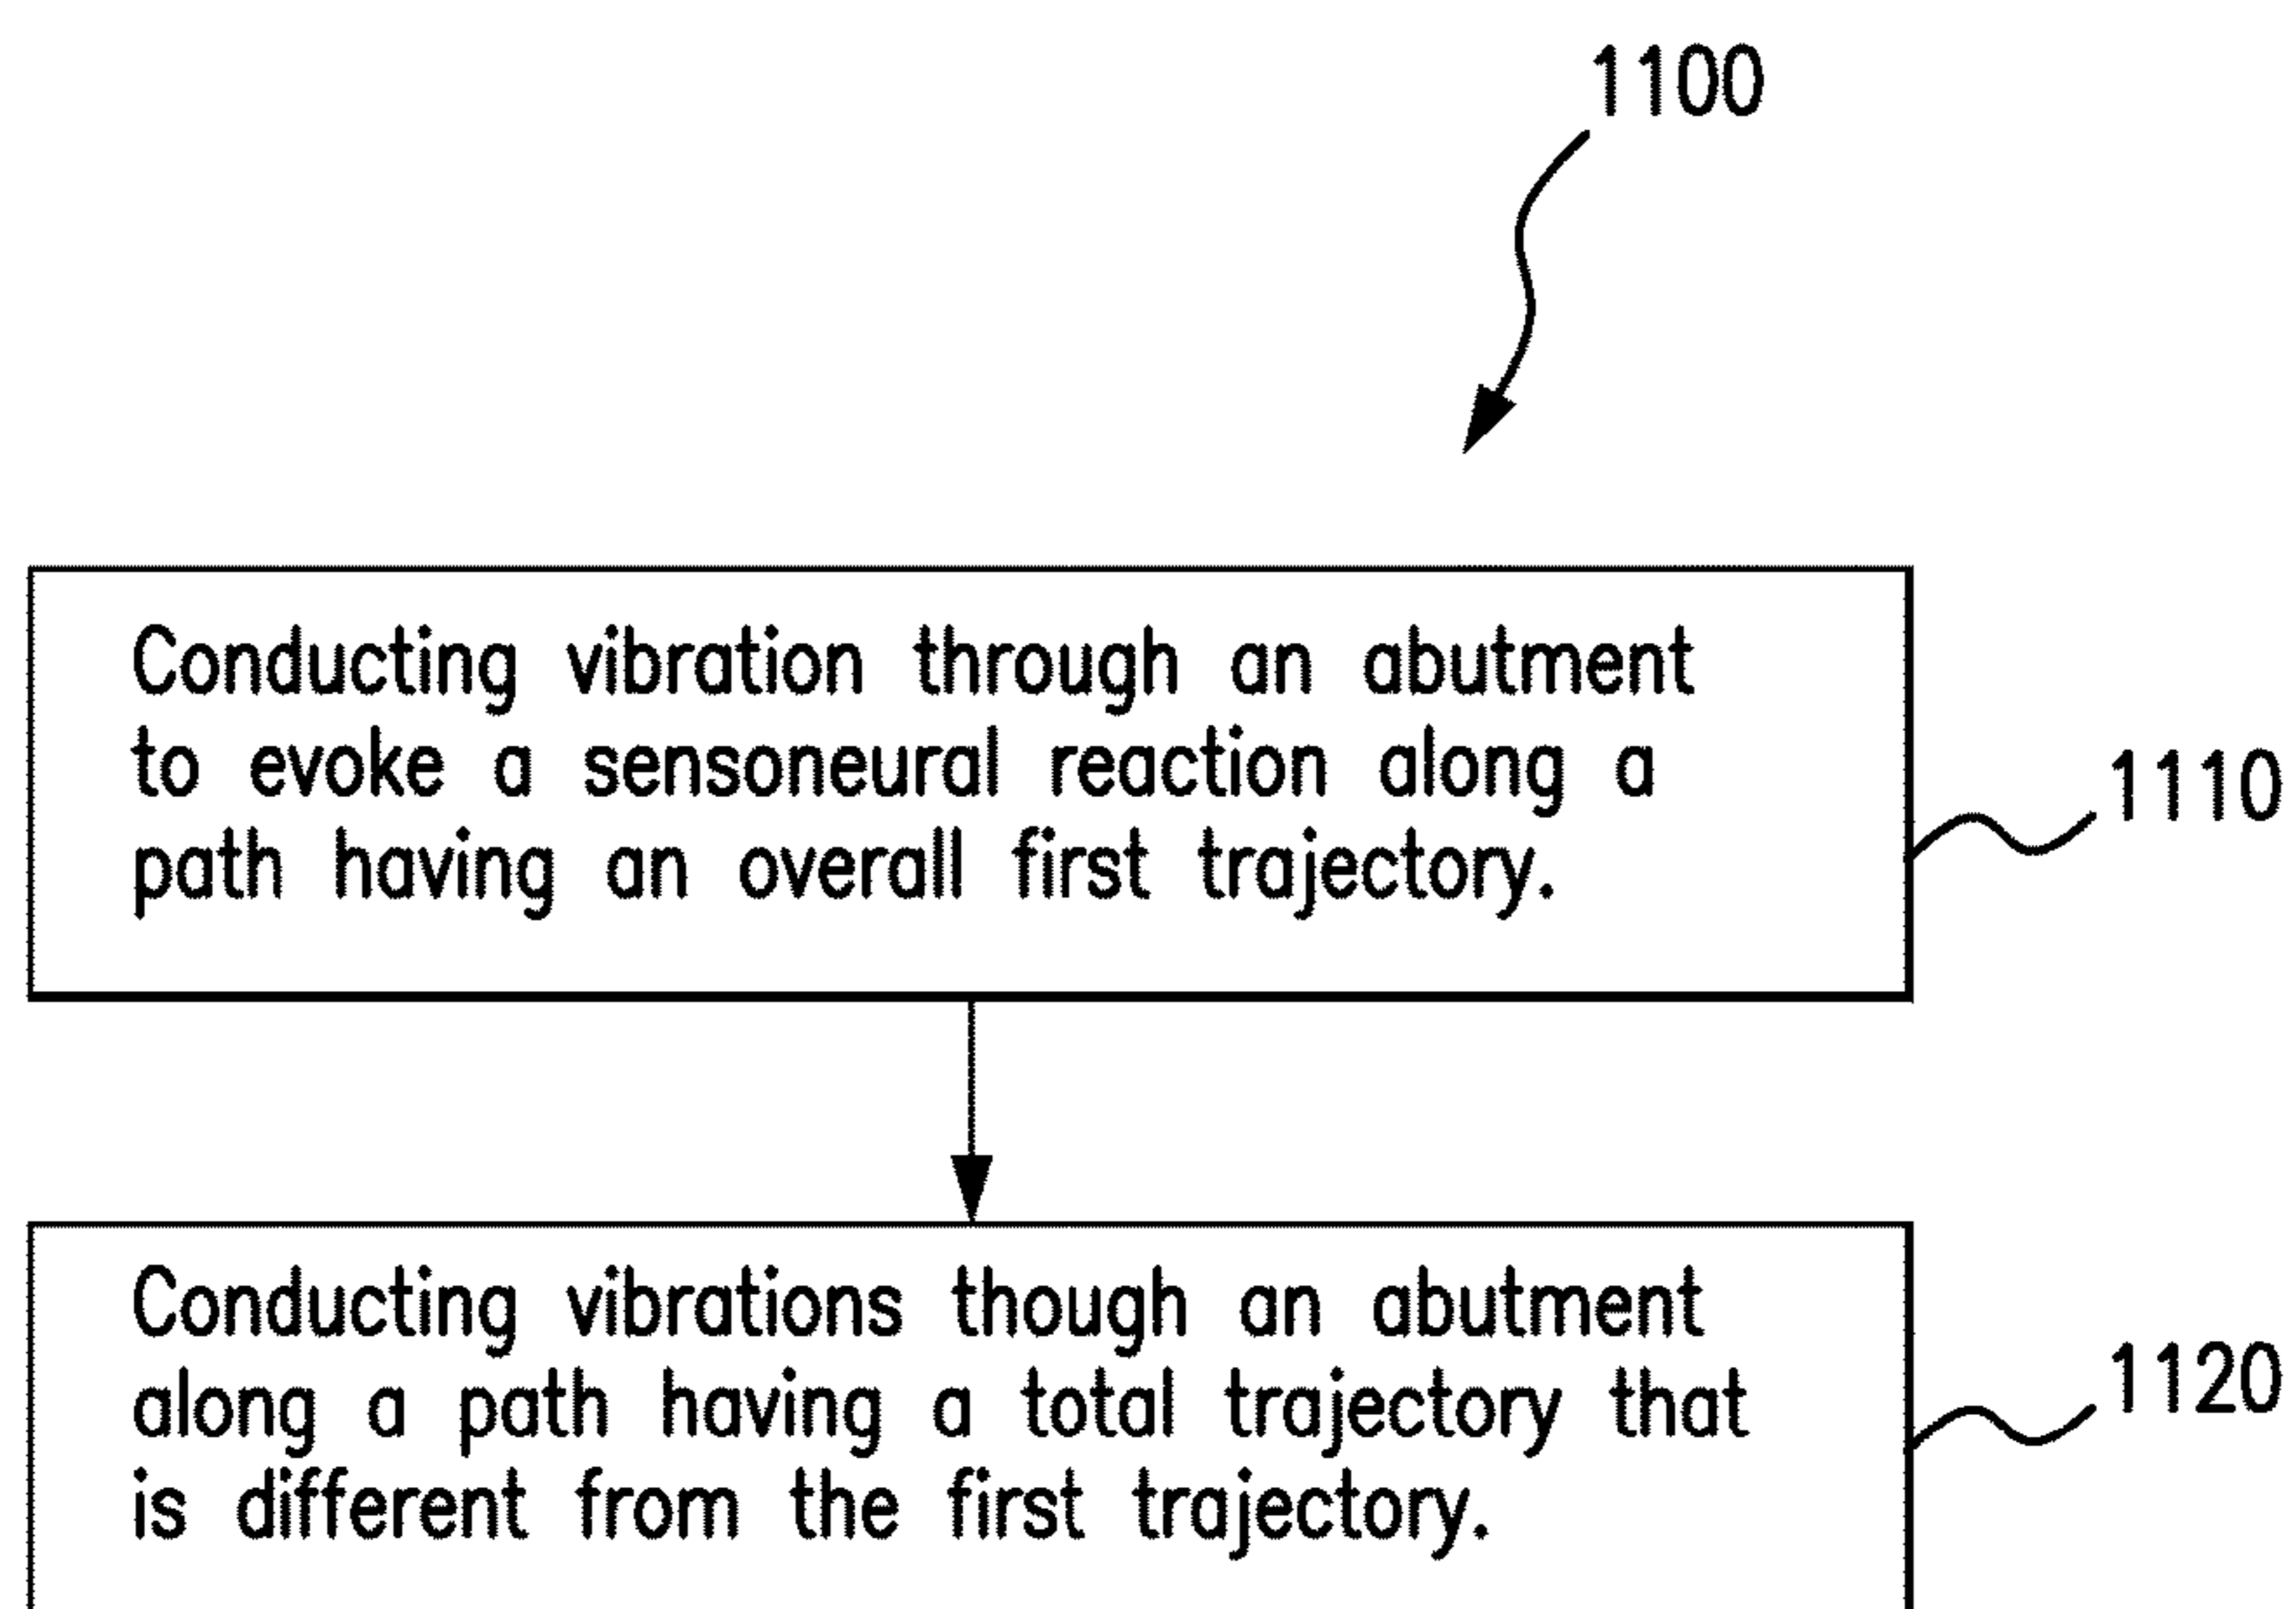 1100
Conducting vibration through an abutment
to evoke a sensoneural reaction along a
path having an overall first trajectory.
1110
Conducting vibrations though an abutment
along a path having a total trajectory that
is different from the first trajectory.
1120